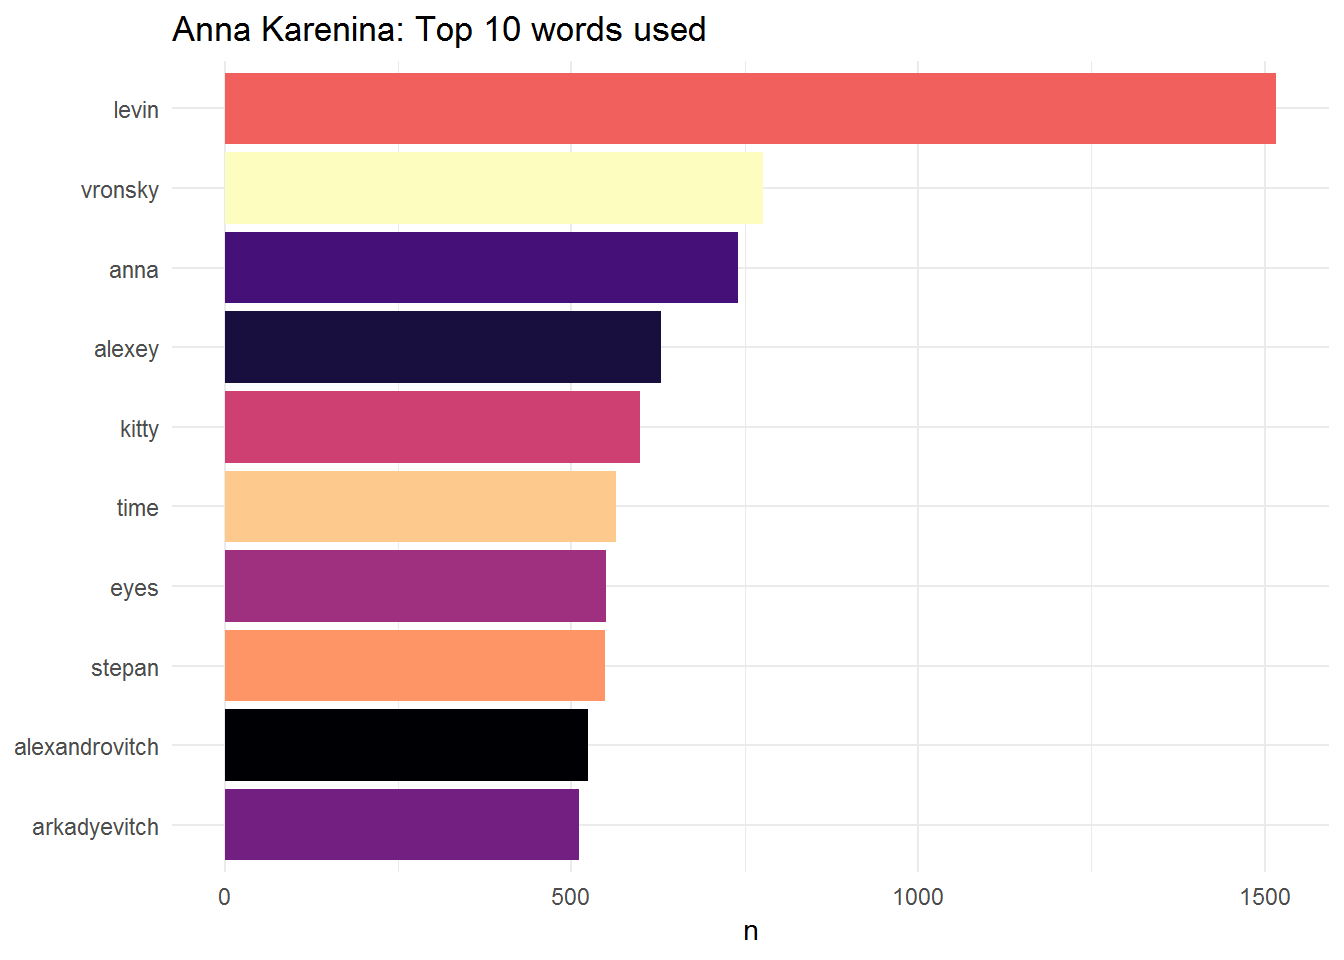 Anna Karenina: Top 10 words used
levin
vronsky
anna
alexey
kitty
time
eyes
stepan
alexandrovitch
arkadyevitch
0 500 1000 1500
n